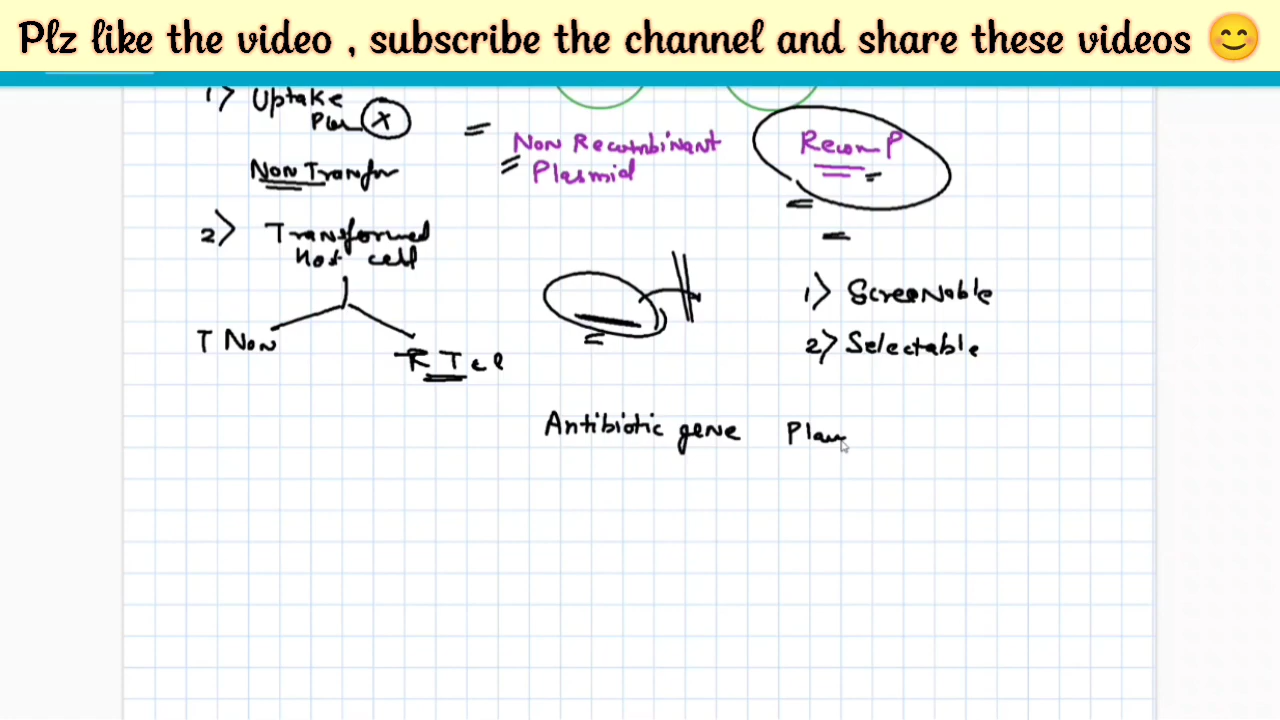 Plz like the video , subscribe the channel and share these videos 😊
1) Uptake
X
Non Transfor
2) Transformed
Host cell
T Non
R T cel
= Non Recombinant
= Plasmid
Recom P
1) Screenable
2) Selectable
Antibiotic gene